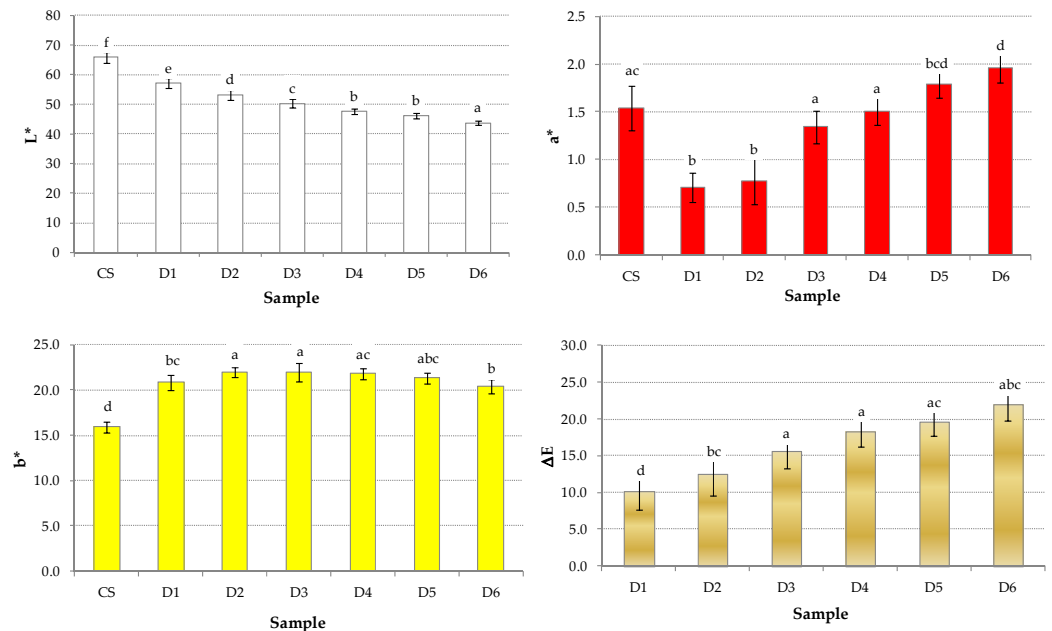 80
70
60
50
40
30
20
10
0
L*
f
e
d
c
b
b
a
CS D1 D2 D3 D4 D5 D6
Sample
2.5
2.0
1.5
1.0
0.5
0.0
a*
ac
b
b
a
a
bcd
d
CS D1 D2 D3 D4 D5 D6
Sample
25.0
20.0
15.0
10.0
5.0
0.0
b*
d
bc
a
a
ac
abc
b
CS D1 D2 D3 D4 D5 D6
Sample
30.0
25.0
20.0
15.0
10.0
5.0
0.0
ΔE
d
bc
a
a
ac
abc
D1 D2 D3 D4 D5 D6
Sample